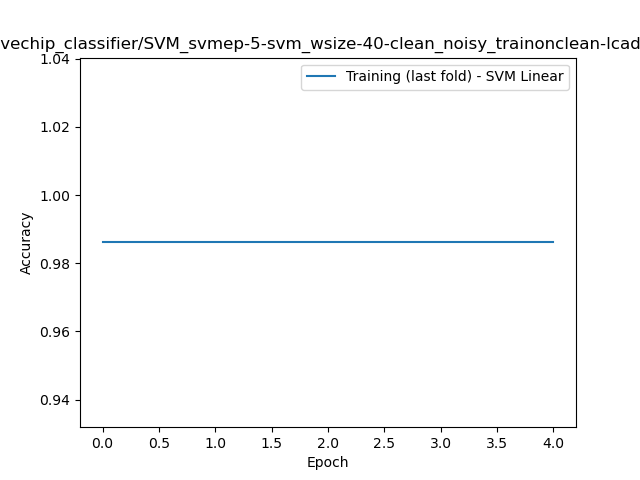 vechip_classifier/SVM_svmep-5-svm_wsize-40-clean_noisy_trainonclean-lcad
Training (last fold) - SVM Linear
1.04
1.02
1.00
0.98
0.96
0.94
Accuracy
0.0 0.5 1.0 1.5 2.0 2.5 3.0 3.5 4.0
Epoch